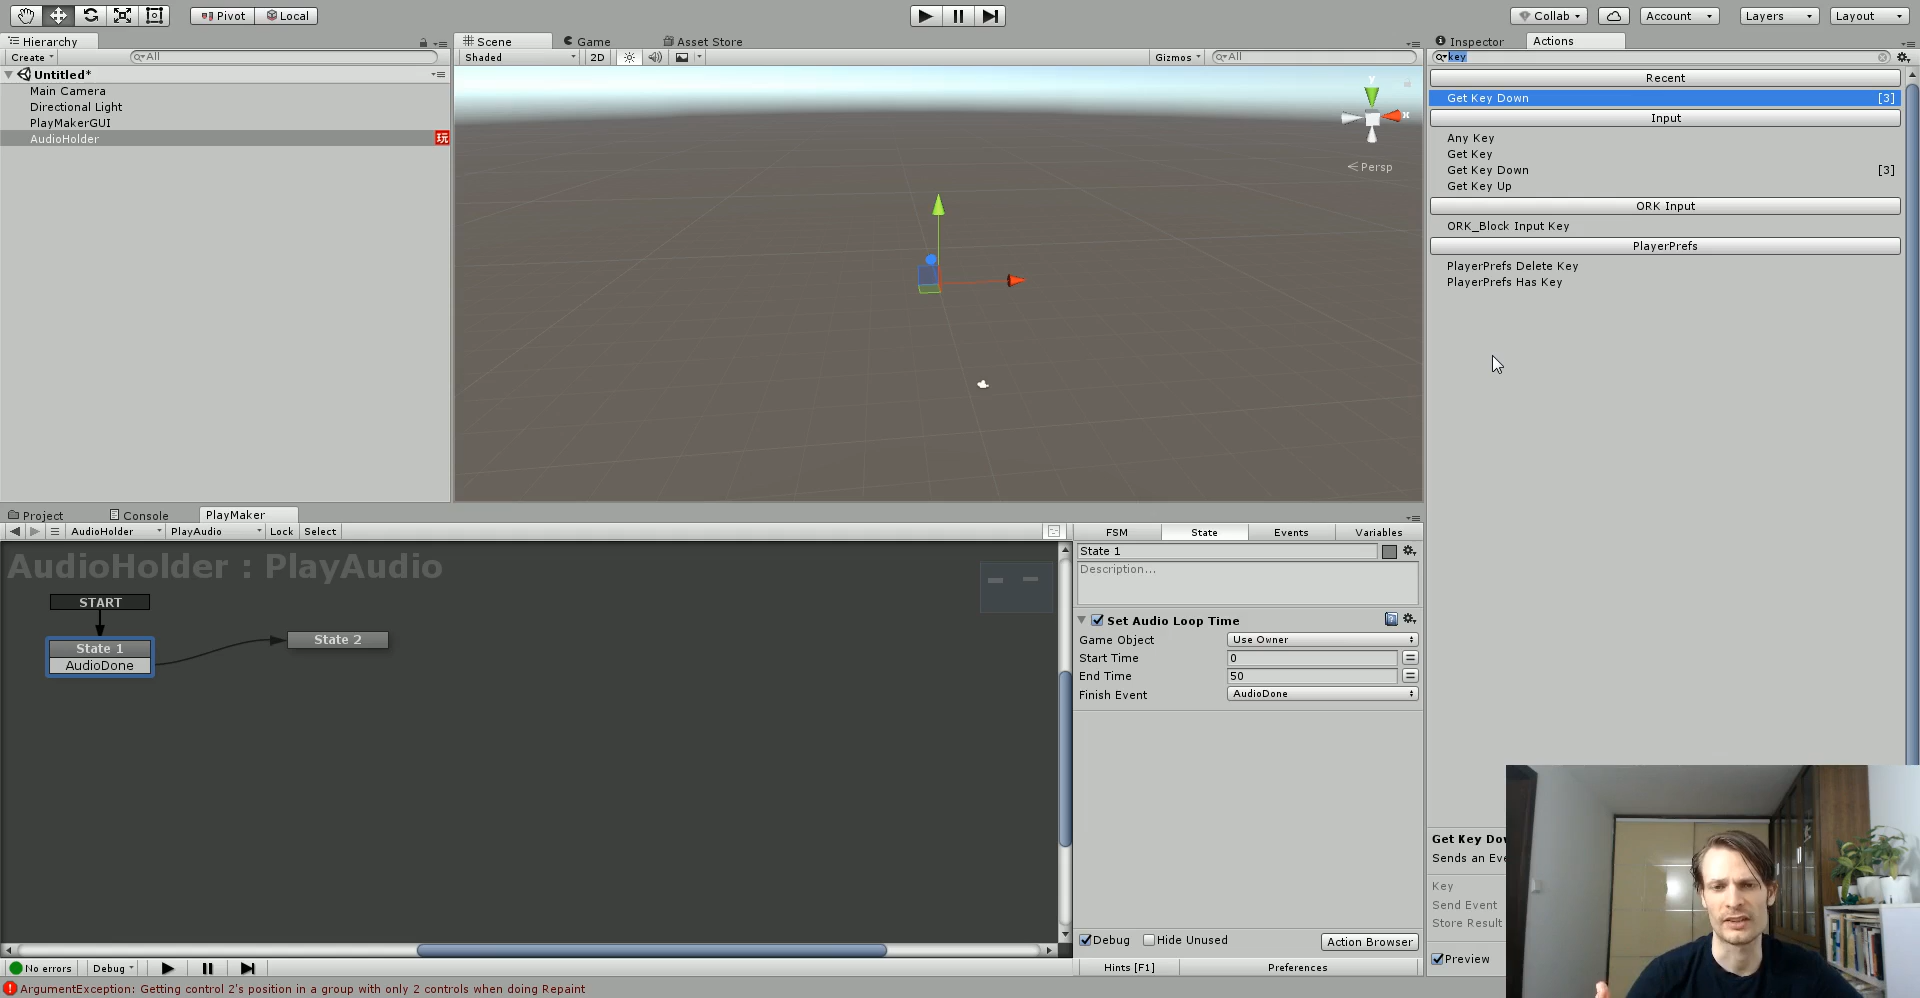 Pivot Local
Collab Account Layers Layout
Hierarchy
Create All
Untitled*
Main Camera
Directional Light
PlayMakerGUI
AudioHolder 玩
Scene Game Asset Store
Shaded 2D Gizmos All
y
x
Persp
Inspector Actions
key
Recent
Get Key Down [3]
Input
Any Key
Get Key
Get Key Down [3]
Get Key Up
ORK Input
ORK_Block Input Key
PlayerPrefs
PlayerPrefs Delete Key
PlayerPrefs Has Key
Project Console PlayMaker
AudioHolder PlayAudio Lock Select
AudioHolder : PlayAudio
START
State 1
AudioDone
State 2
FSM State Events Variables
State 1
Description...
Set Audio Loop Time
Game Object Use Owner
Start Time 0
End Time 50
Finish Event AudioDone
Debug Hide Unused Action Browser
Hints [F1] Preferences
Get Key Dow
Sends an Eve
Key
Send Event
Store Result
Preview
No errors Debug
ArgumentException: Getting control 2's position in a group with only 2 controls when doing Repaint